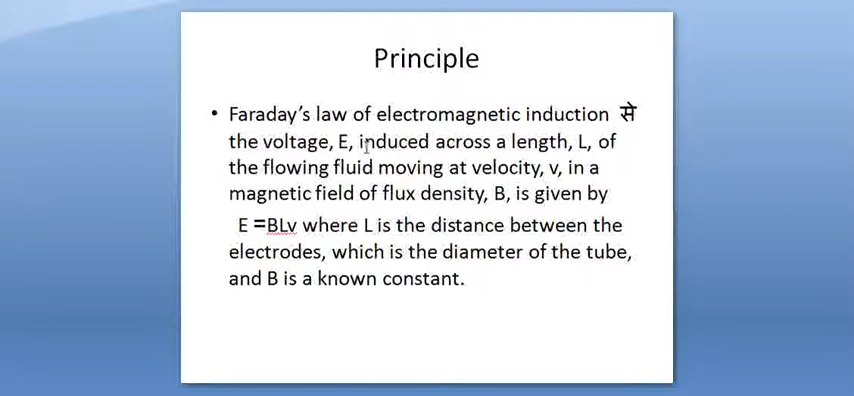 Principle
• Faraday's law of electromagnetic induction से
the voltage, E, induced across a length, L, of
the flowing fluid moving at velocity, v, in a
magnetic field of flux density, B, is given by
E =BLv where L is the distance between the
electrodes, which is the diameter of the tube,
and B is a known constant.